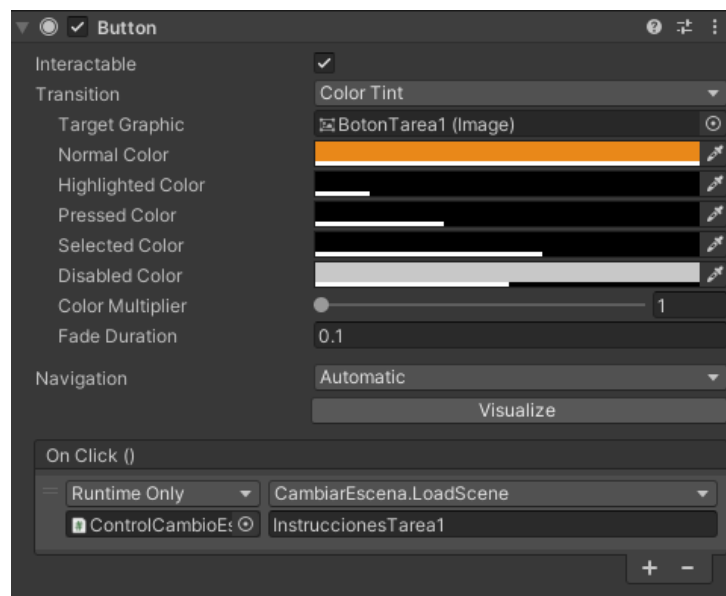 Button
Interactable
Transition Color Tint
Target Graphic BotonTarea1 (Image)
Normal Color
Highlighted Color
Pressed Color
Selected Color
Disabled Color
Color Multiplier 1
Fade Duration 0.1
Navigation Automatic
Visualize
On Click ()
Runtime Only CambiarEscena.LoadScene
ControlCambioEs InstruccionesTarea1